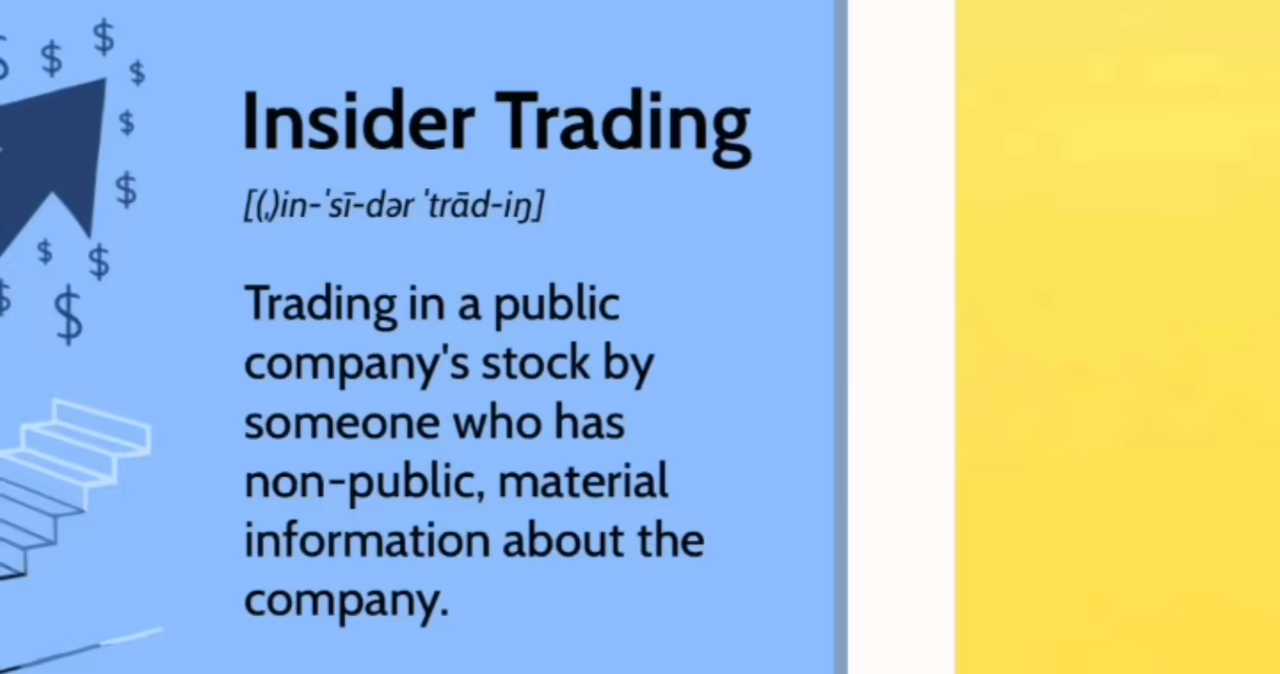 $ $ $
$
$
$
$ $
$ $
Insider Trading
[(ˌ)in-ˈsī-dər ˈtrād-iŋ]
Trading in a public
company's stock by
someone who has
non-public, material
information about the
company.